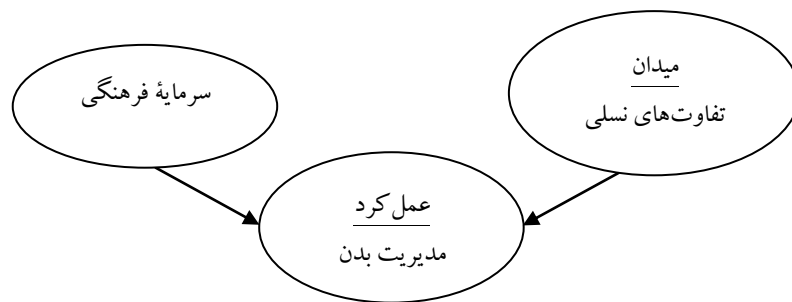 میدان
تفاوت‌های نسلی
سرمایهٔ فرهنگی
عمل کرد
مدیریت بدن